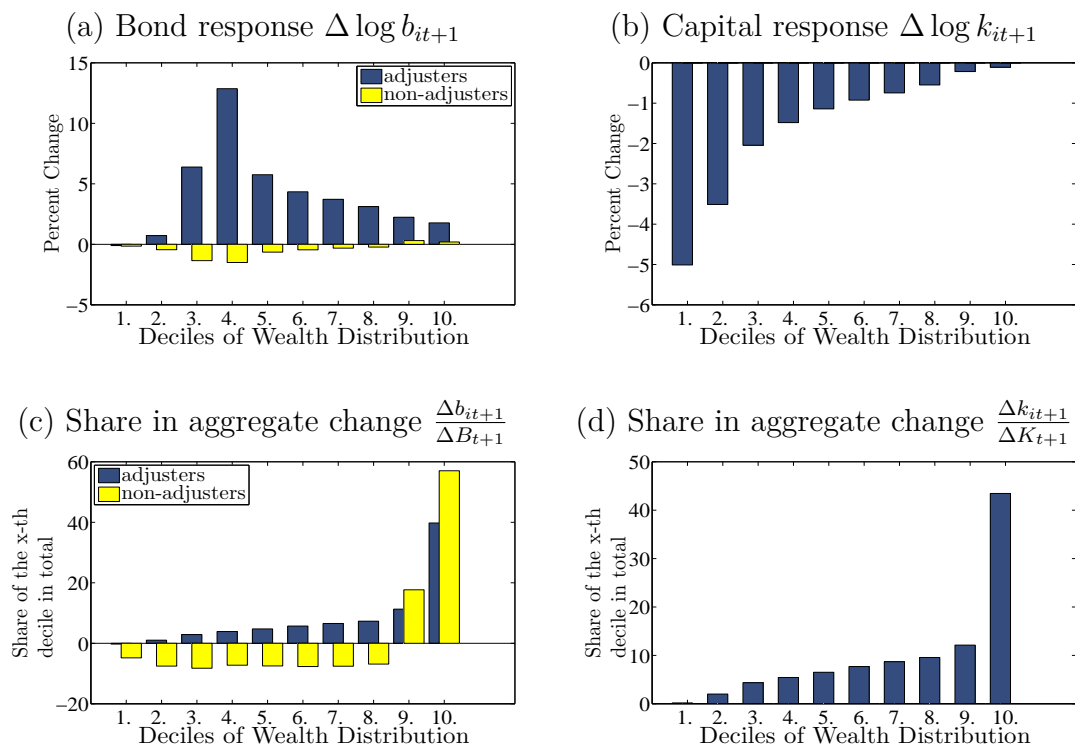 (a) Bond response Δ log b_{it+1}
15
10
5
0
−5
Percent Change
adjusters
non-adjusters
1. 2. 3. 4. 5. 6. 7. 8. 9. 10.
Deciles of Wealth Distribution
(b) Capital response Δ log k_{it+1}
0
−1
−2
−3
−4
−5
−6
Percent Change
1. 2. 3. 4. 5. 6. 7. 8. 9. 10.
Deciles of Wealth Distribution
(c) Share in aggregate change Δb_{it+1}/ΔB_{t+1}
60
40
20
0
−20
Share of the x-th
decile in total
adjusters
non-adjusters
1. 2. 3. 4. 5. 6. 7. 8. 9. 10.
Deciles of Wealth Distribution
(d) Share in aggregate change Δk_{it+1}/ΔK_{t+1}
50
40
30
20
10
0
Share of the x-th
decile in total
1. 2. 3. 4. 5. 6. 7. 8. 9. 10.
Deciles of Wealth Distribution